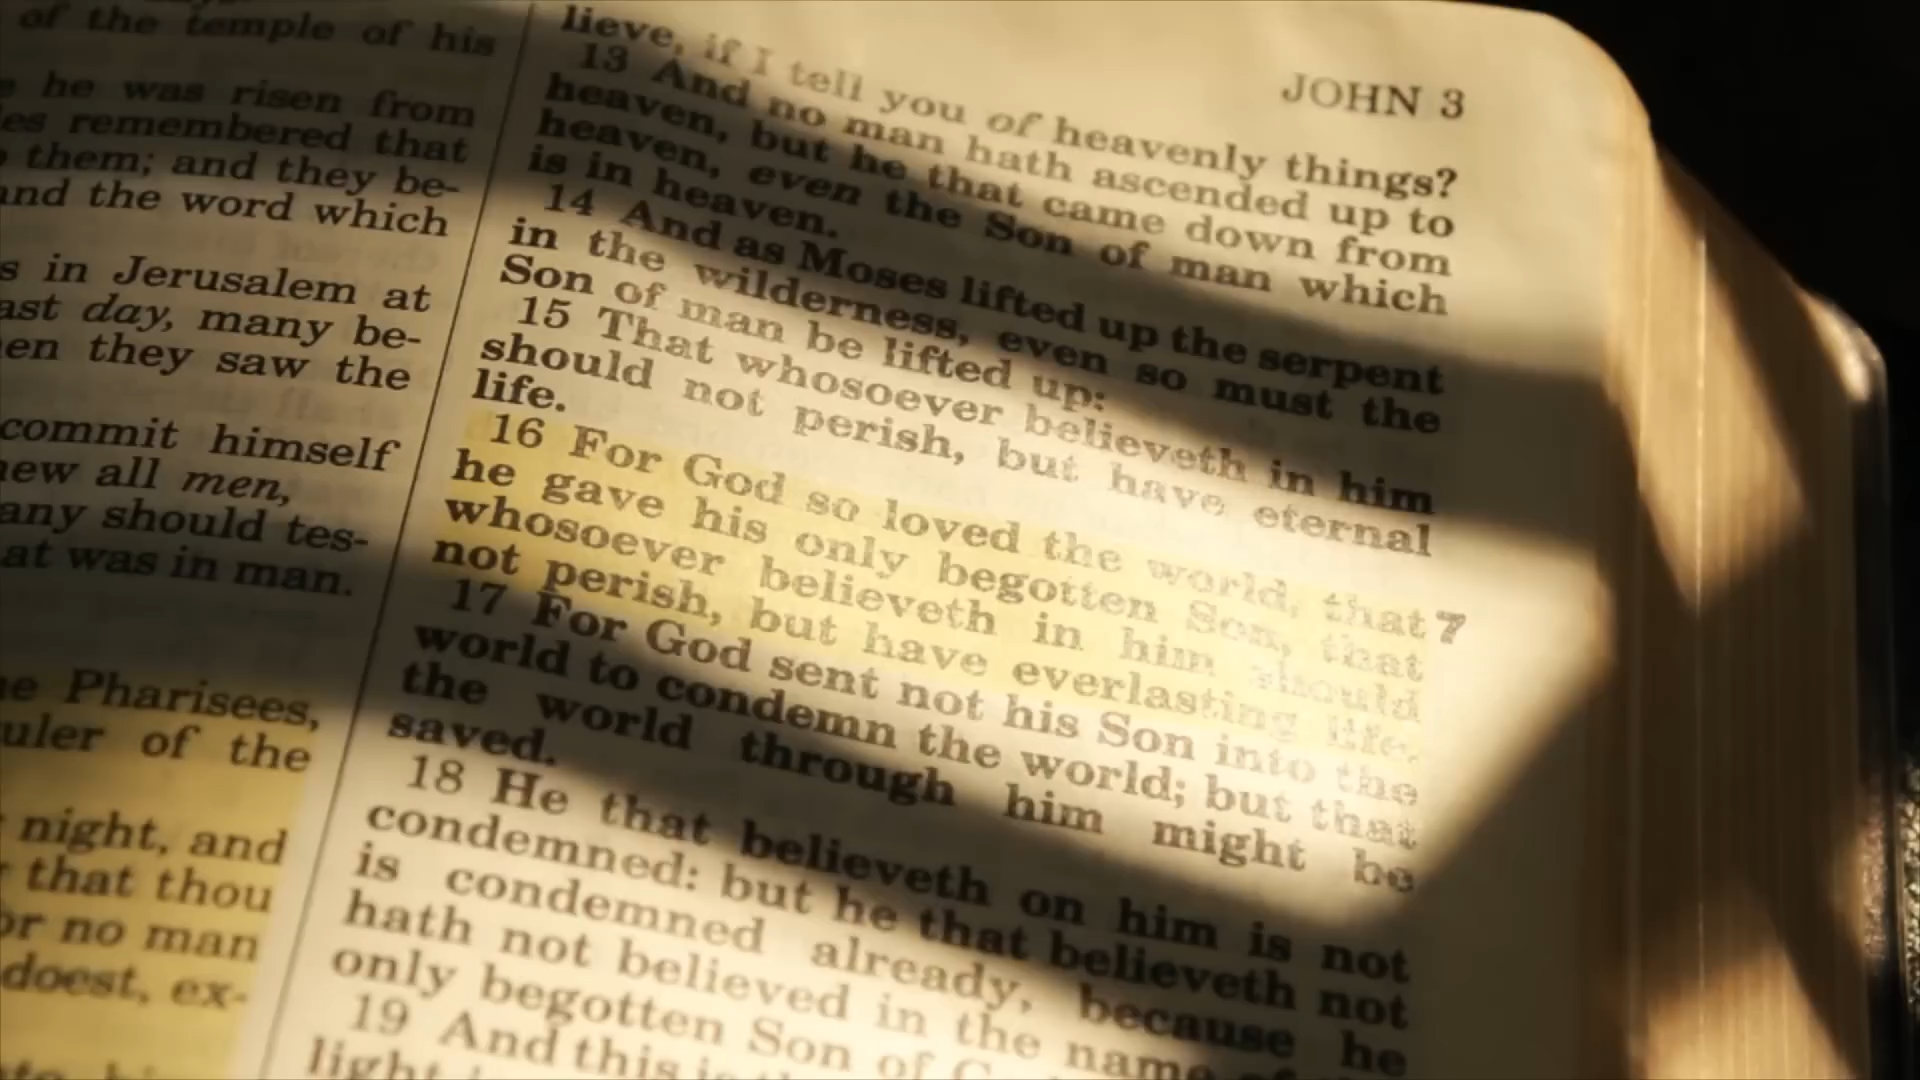 of the temple of his
he was risen from
remembered that
them; and they be-
and the word which
in Jerusalem at
day, many be-
they saw the
commit himself
all men,
any should tes-
at was in man.
Pharisees,
of the
night, and
that thou
no man
doest, ex-
JOHN 3
lieve, if I tell you of heavenly things?
13 And no man hath ascended up to
heaven, but he that came down from
heaven, even the Son of man which
is in heaven.
14 And as Moses lifted up the serpent
in the wilderness, even so must the
Son of man be lifted up:
15 That whosoever believeth in him
should not perish, but have eternal
life.
16 For God so loved the world, that 7
he gave his only begotten Son, that
whosoever believeth in him should
not perish, but have everlasting life.
17 For God sent not his Son into the
world to condemn the world; but that
the world through him might be
saved.
18 He that believeth on him is not
condemned: but he that believeth not
is condemned already, because he
hath not believed in the name of
only begotten Son of
19 And this is
light